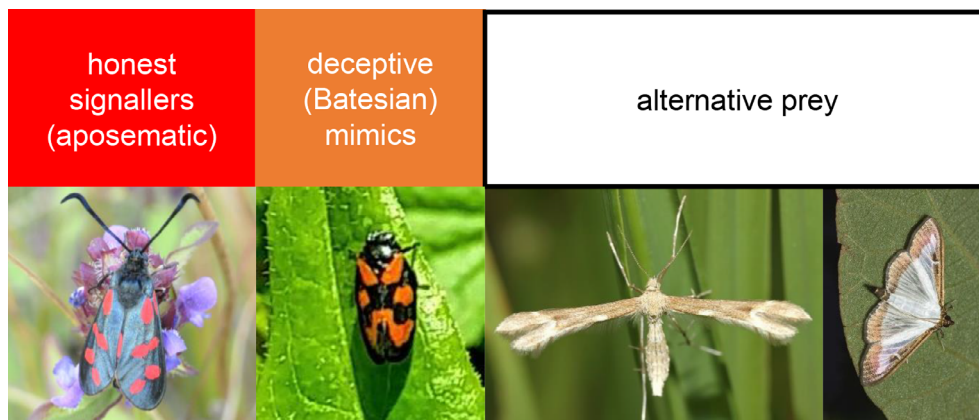 honest
signallers
(aposematic)
deceptive
(Batesian)
mimics
alternative prey